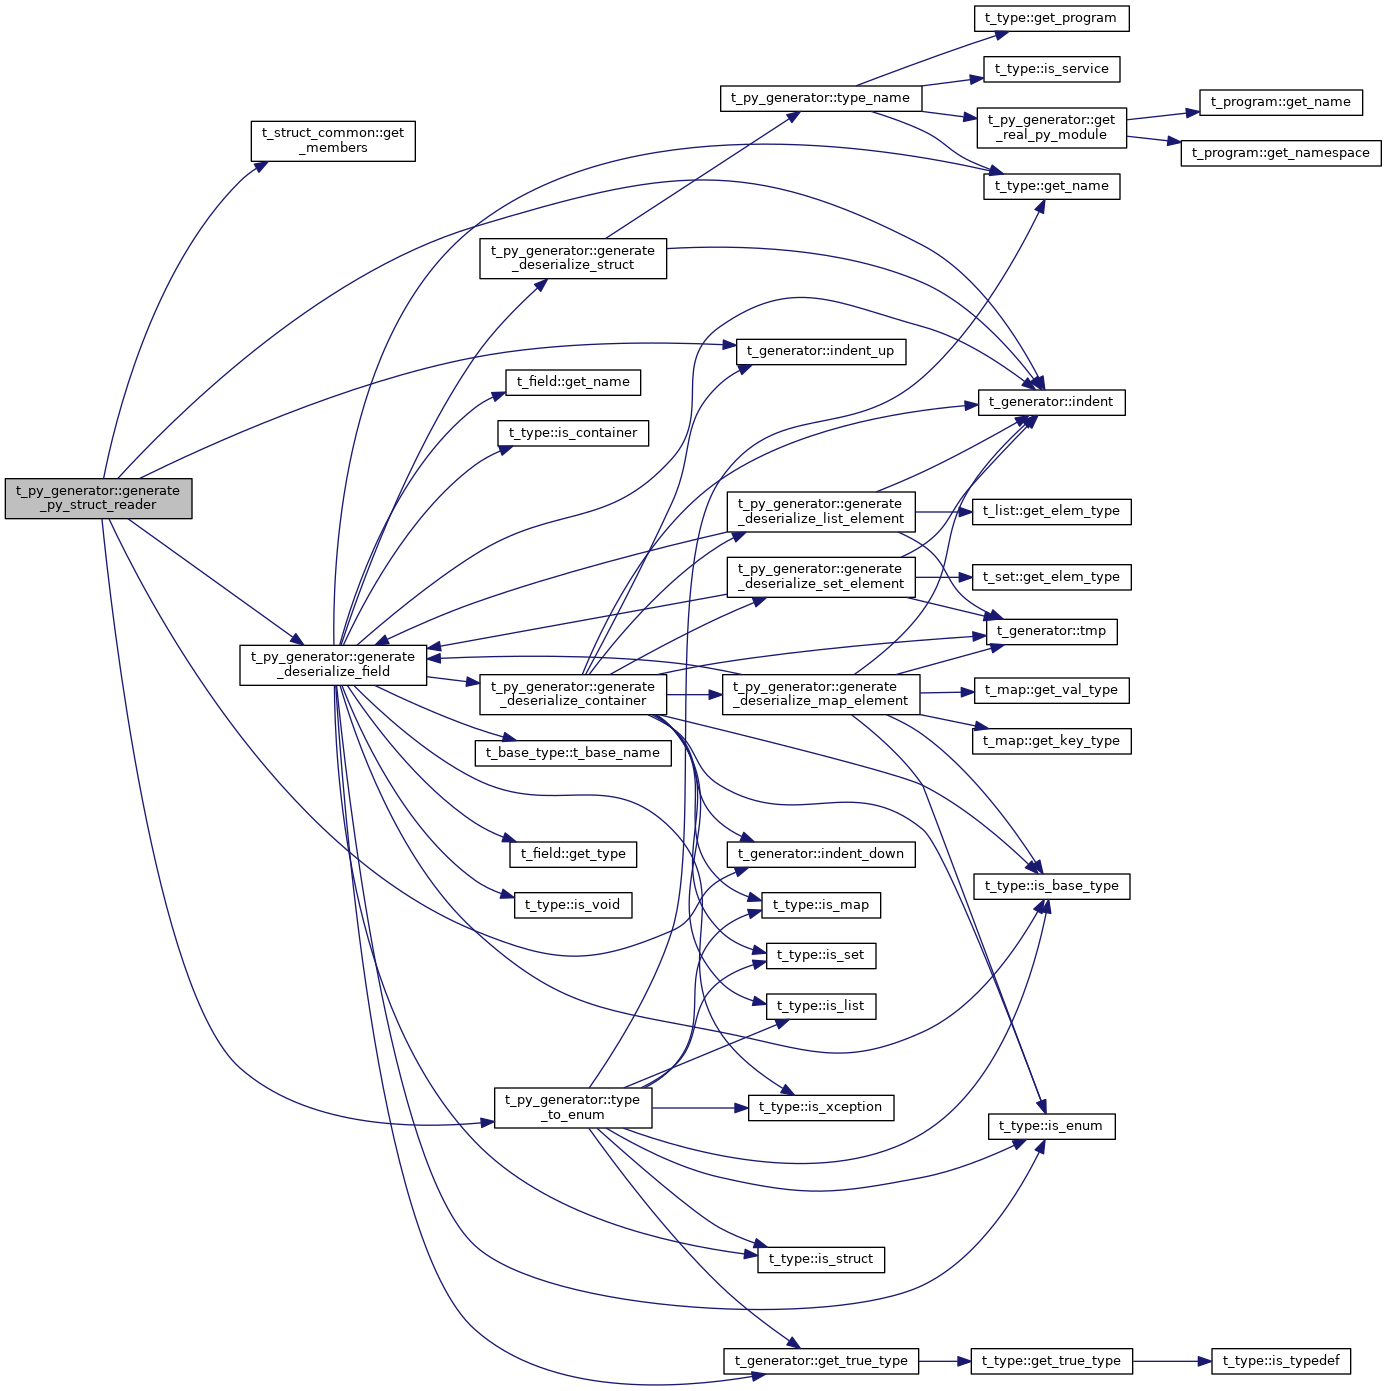 t_type::get_program
t_type::is_service
t_py_generator::type_name
t_program::get_name
t_py_generator::get
_real_py_module
t_struct_common::get
_members
t_program::get_namespace
t_type::get_name
t_py_generator::generate
_deserialize_struct
t_generator::indent_up
t_field::get_name
t_generator::indent
t_type::is_container
t_py_generator::generate
_py_struct_reader
t_py_generator::generate
_deserialize_list_element
t_list::get_elem_type
t_py_generator::generate
_deserialize_set_element
t_set::get_elem_type
t_generator::tmp
t_py_generator::generate
_deserialize_field
t_py_generator::generate
_deserialize_container
t_py_generator::generate
_deserialize_map_element
t_map::get_val_type
t_map::get_key_type
t_base_type::t_base_name
t_field::get_type
t_generator::indent_down
t_type::is_base_type
t_type::is_void
t_type::is_map
t_type::is_set
t_type::is_list
t_py_generator::type
_to_enum
t_type::is_xception
t_type::is_enum
t_type::is_struct
t_generator::get_true_type
t_type::get_true_type
t_type::is_typedef